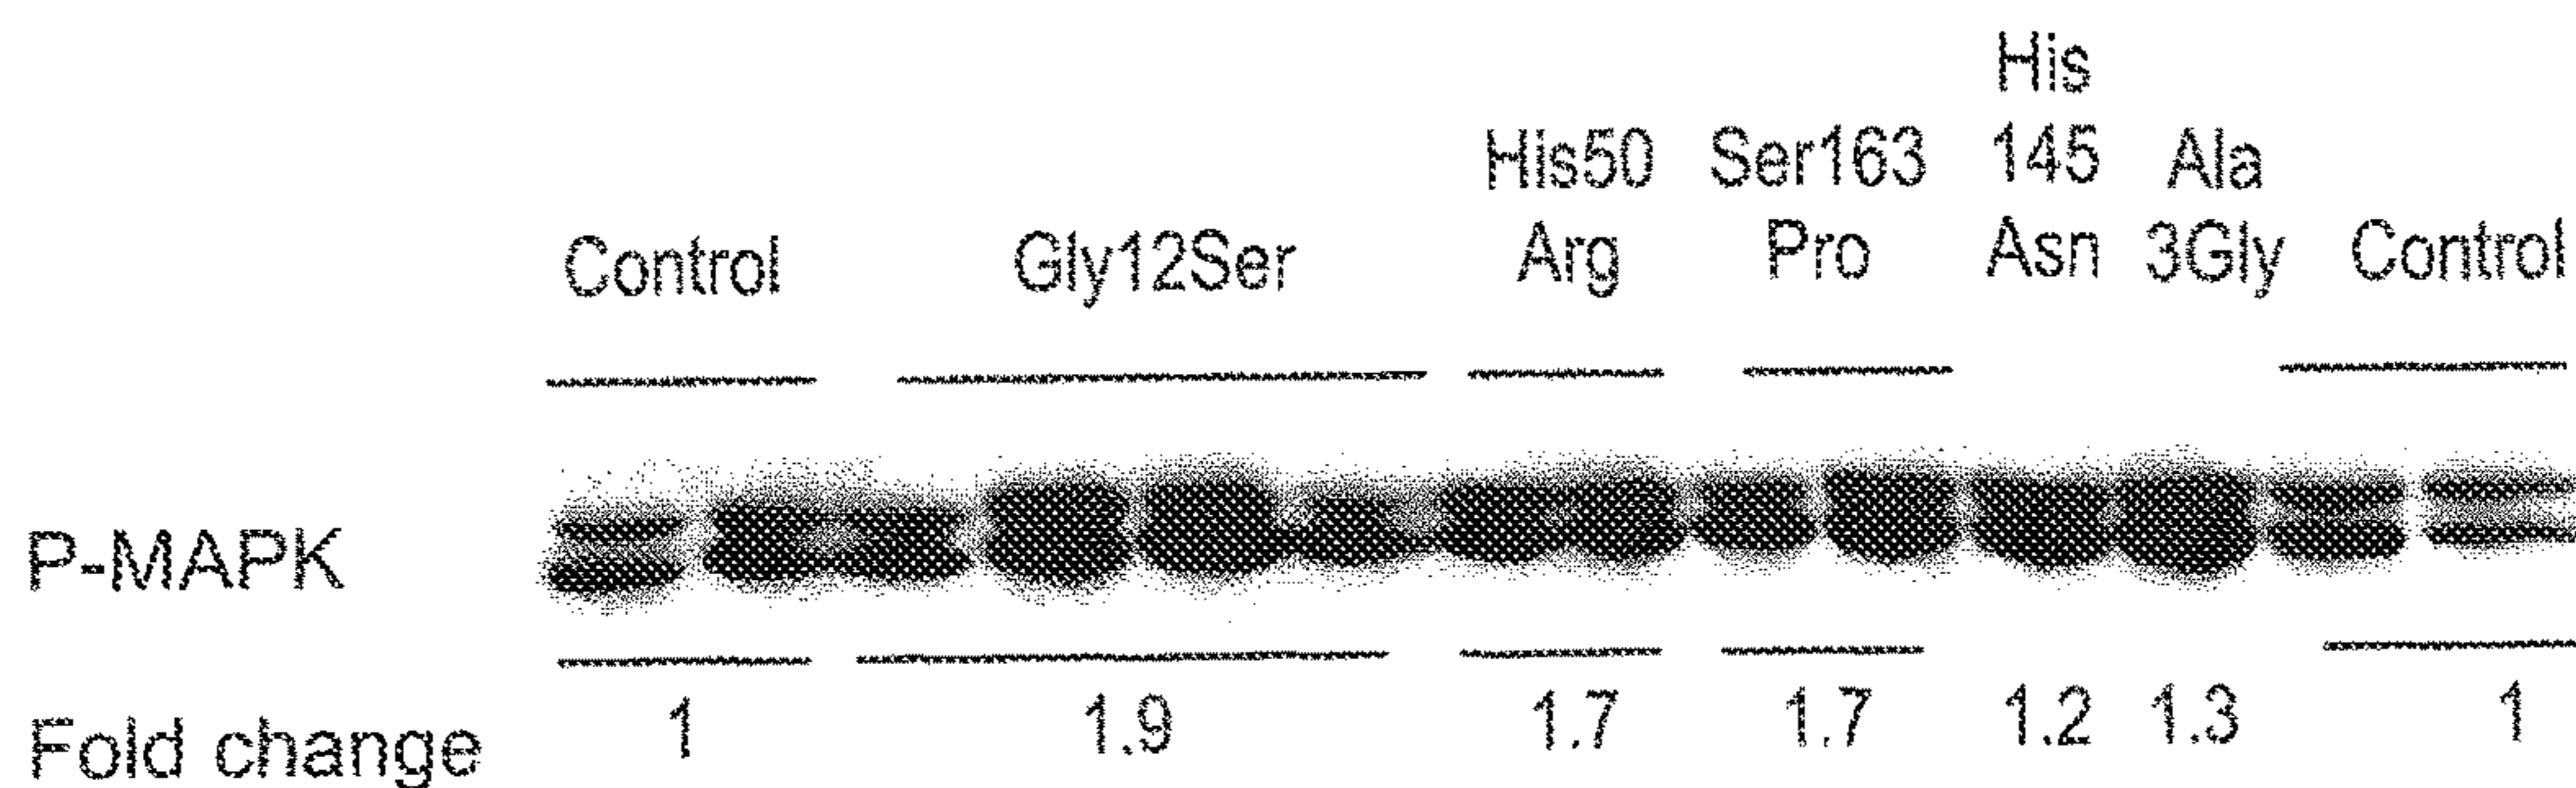 His
His50 Ser163 145 Ala
Control Gly12Ser Arg Pro Asn 3Gly Control
P-MAPK
1 1.9 1.7 1.7 1.2 1.3 1
Fold change